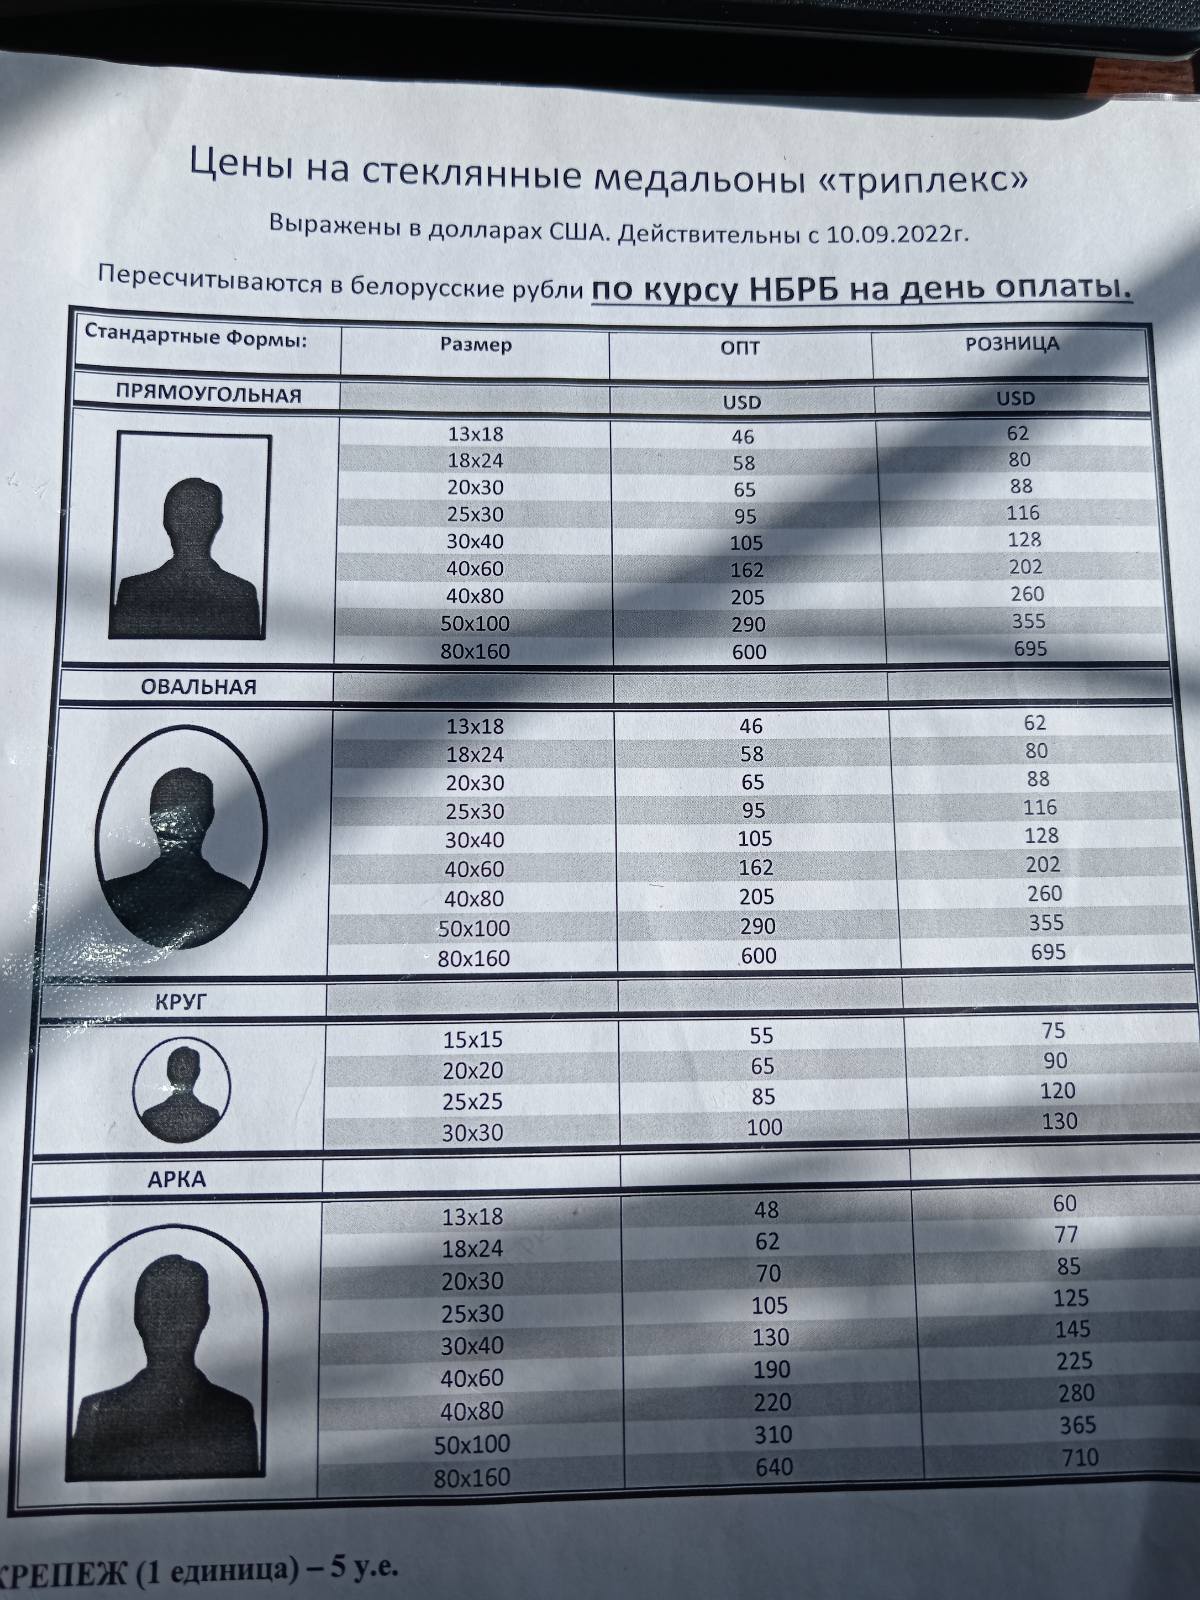 Цены на стеклянные медальоны «триплекс»
Выражены в долларах США. Действительны с 10.09.2022г.
Пересчитываются в белорусские рубли по курсу НБРБ на день оплаты.
Стандартные Формы: Размер ОПТ РОЗНИЦА
ПРЯМОУГОЛЬНАЯ USD USD
13x18 46 62
18x24 58 80
20x30 65 88
25x30 95 116
30x40 105 128
40x60 162 202
40x80 205 260
50x100 290 355
80x160 600 695
ОВАЛЬНАЯ
13x18 46 62
18x24 58 80
20x30 65 88
25x30 95 116
30x40 105 128
40x60 162 202
40x80 205 260
50x100 290 355
80x160 600 695
КРУГ
15x15 55 75
20x20 65 90
25x25 85 120
30x30 100 130
АРКА
13x18 48 60
18x24 62 77
20x30 70 85
25x30 105 125
30x40 130 145
40x60 190 225
40x80 220 280
50x100 310 365
80x160 640 710
КРЕПЕЖ (1 единица) – 5 у.е.